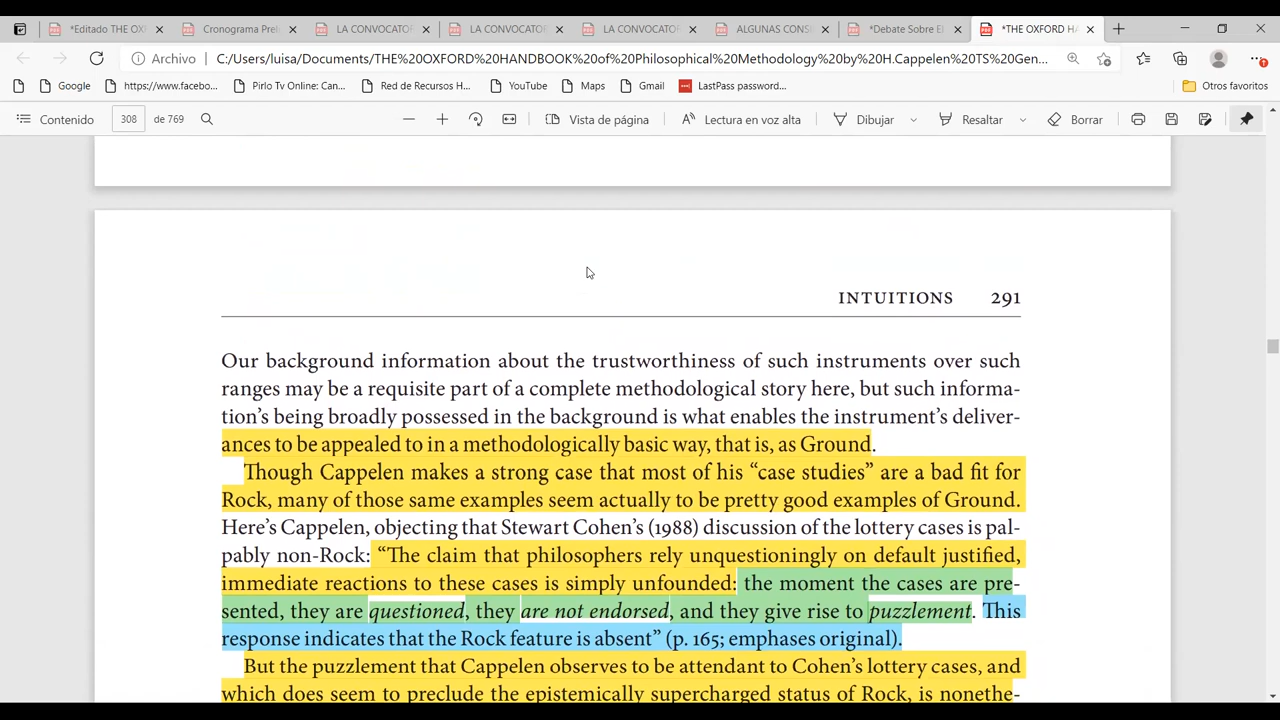 *Editado THE OX
Cronograma Prel
LA CONVOCATOR
LA CONVOCATOR
LA CONVOCATOR
ALGUNAS CONS
*Debate Sobre El
*THE OXFORD HA
Archivo
C:/Users/luisa/Documents/THE%20OXFORD%20HANDBOOK%20of%20Philosophical%20Methodology%20by%20H.Cappelen%20TS%20Gen...
Google
https://www.facebo...
Pirlo Tv Online: Can...
Red de Recursos H...
YouTube
Maps
Gmail
LastPass password...
Otros favoritos
Contenido
308
de 769
Vista de página
Lectura en voz alta
Dibujar
Resaltar
Borrar
INTUITIONS 291
Our background information about the trustworthiness of such instruments over such
ranges may be a requisite part of a complete methodological story here, but such informa-
tion's being broadly possessed in the background is what enables the instrument's deliver-
ances to be appealed to in a methodologically basic way, that is, as Ground.
Though Cappelen makes a strong case that most of his “case studies” are a bad fit for
Rock, many of those same examples seem actually to be pretty good examples of Ground.
Here's Cappelen, objecting that Stewart Cohen's (1988) discussion of the lottery cases is pal-
pably non-Rock: “The claim that philosophers rely unquestioningly on default justified,
immediate reactions to these cases is simply unfounded: the moment the cases are pre-
sented, they are questioned, they are not endorsed, and they give rise to puzzlement. This
response indicates that the Rock feature is absent” (p. 165; emphases original).
But the puzzlement that Cappelen observes to be attendant to Cohen's lottery cases, and
which does seem to preclude the epistemically supercharged status of Rock, is nonethe-